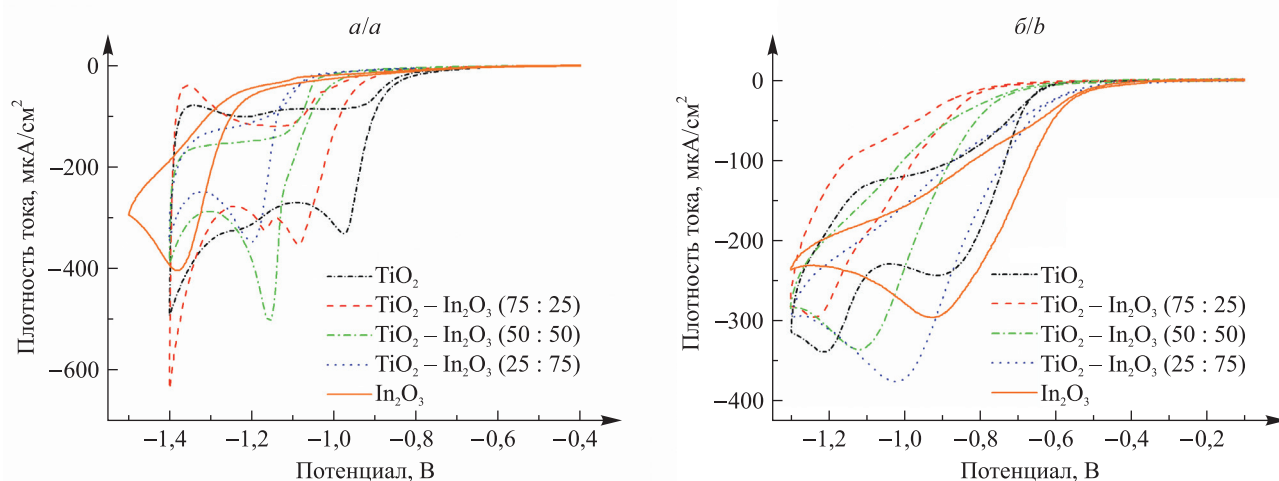 а/a
0
−200
−400
−600
Плотность тока, мкА/см²
TiO₂
TiO₂ – In₂O₃ (75 : 25)
TiO₂ – In₂O₃ (50 : 50)
TiO₂ – In₂O₃ (25 : 75)
In₂O₃
−1,4 −1,2 −1,0 −0,8 −0,6 −0,4
Потенциал, В
б/b
0
−100
−200
−300
−400
Плотность тока, мкА/см²
TiO₂
TiO₂ – In₂O₃ (75 : 25)
TiO₂ – In₂O₃ (50 : 50)
TiO₂ – In₂O₃ (25 : 75)
In₂O₃
−1,2 −1,0 −0,8 −0,6 −0,4 −0,2
Потенциал, В